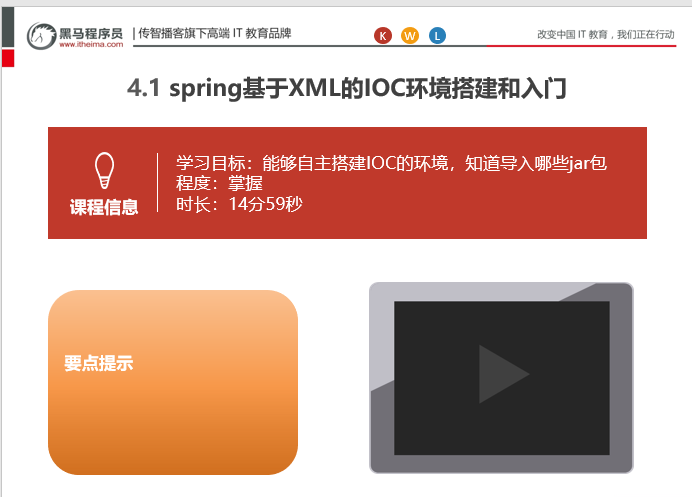 黑马程序员
www.itheima.com
传智播客旗下高端 IT 教育品牌
K W L
改变中国 IT 教育，我们正在行动
4.1 spring基于XML的IOC环境搭建和入门
课程信息
学习目标：能够自主搭建IOC的环境，知道导入哪些jar包
程度：掌握
时长：14分59秒
要点提示